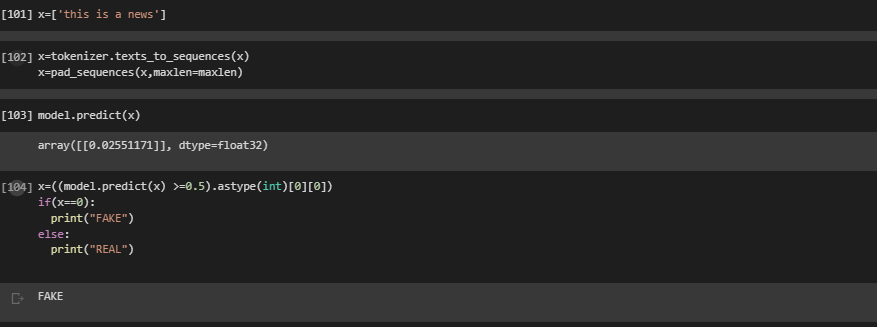 [101] x=['this is a news']
[102] x=tokenizer.texts_to_sequences(x)
x=pad_sequences(x,maxlen=maxlen)
[103] model.predict(x)
array([[0.02551171]], dtype=float32)
[104] x=((model.predict(x) >=0.5).astype(int)[0][0])
if(x==0):
print("FAKE")
else:
print("REAL")
FAKE